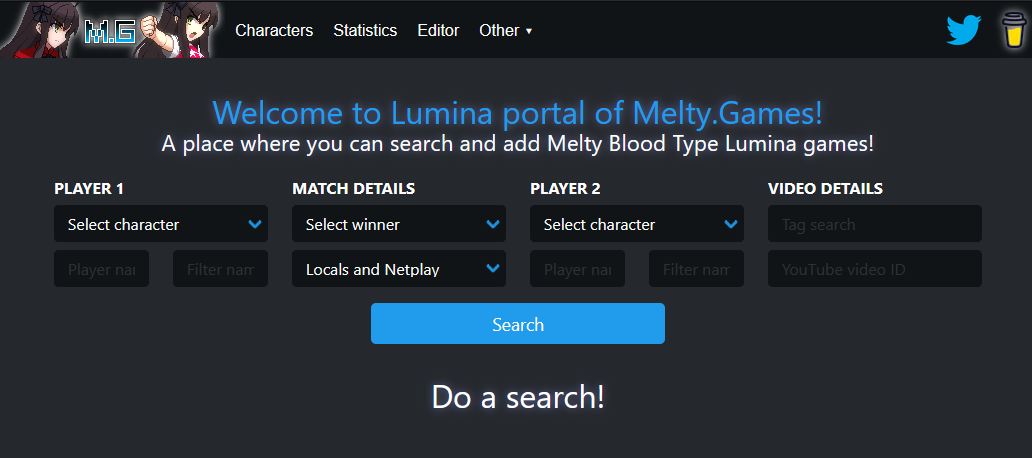 M.G Characters Statistics Editor Other ▾
Welcome to Lumina portal of Melty.Games!
A place where you can search and add Melty Blood Type Lumina games!
PLAYER 1 MATCH DETAILS PLAYER 2 VIDEO DETAILS
Select character Select winner Select character Tag search
Player nar Filter nam Locals and Netplay Player nar Filter nam YouTube video ID
Search
Do a search!